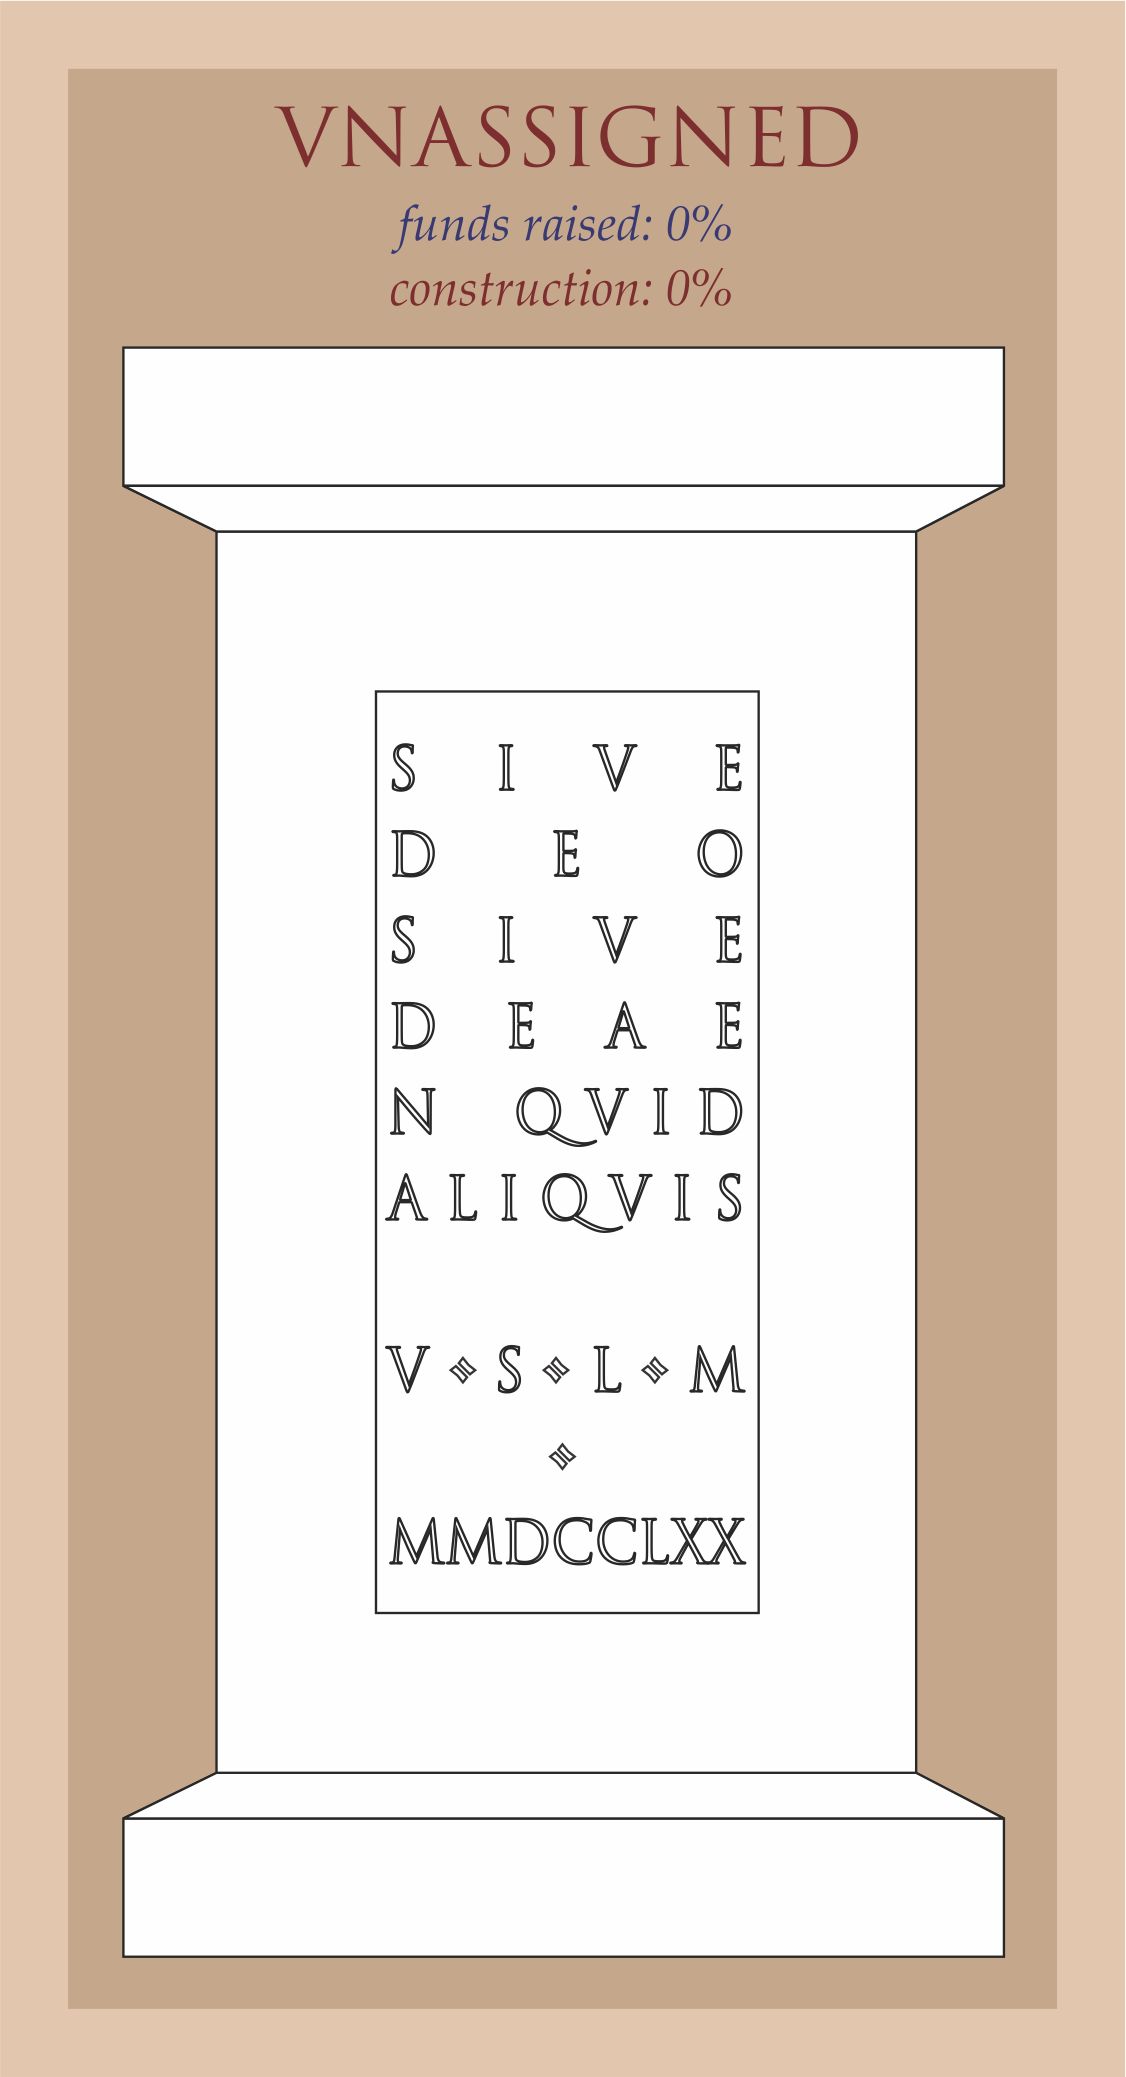 VNASSIGNED
funds raised: 0%
construction: 0%
SIVE
DEO
SIVE
DEAE
N QVID
ALIQVIS
V · S · L · M
·
MMDCCLXX